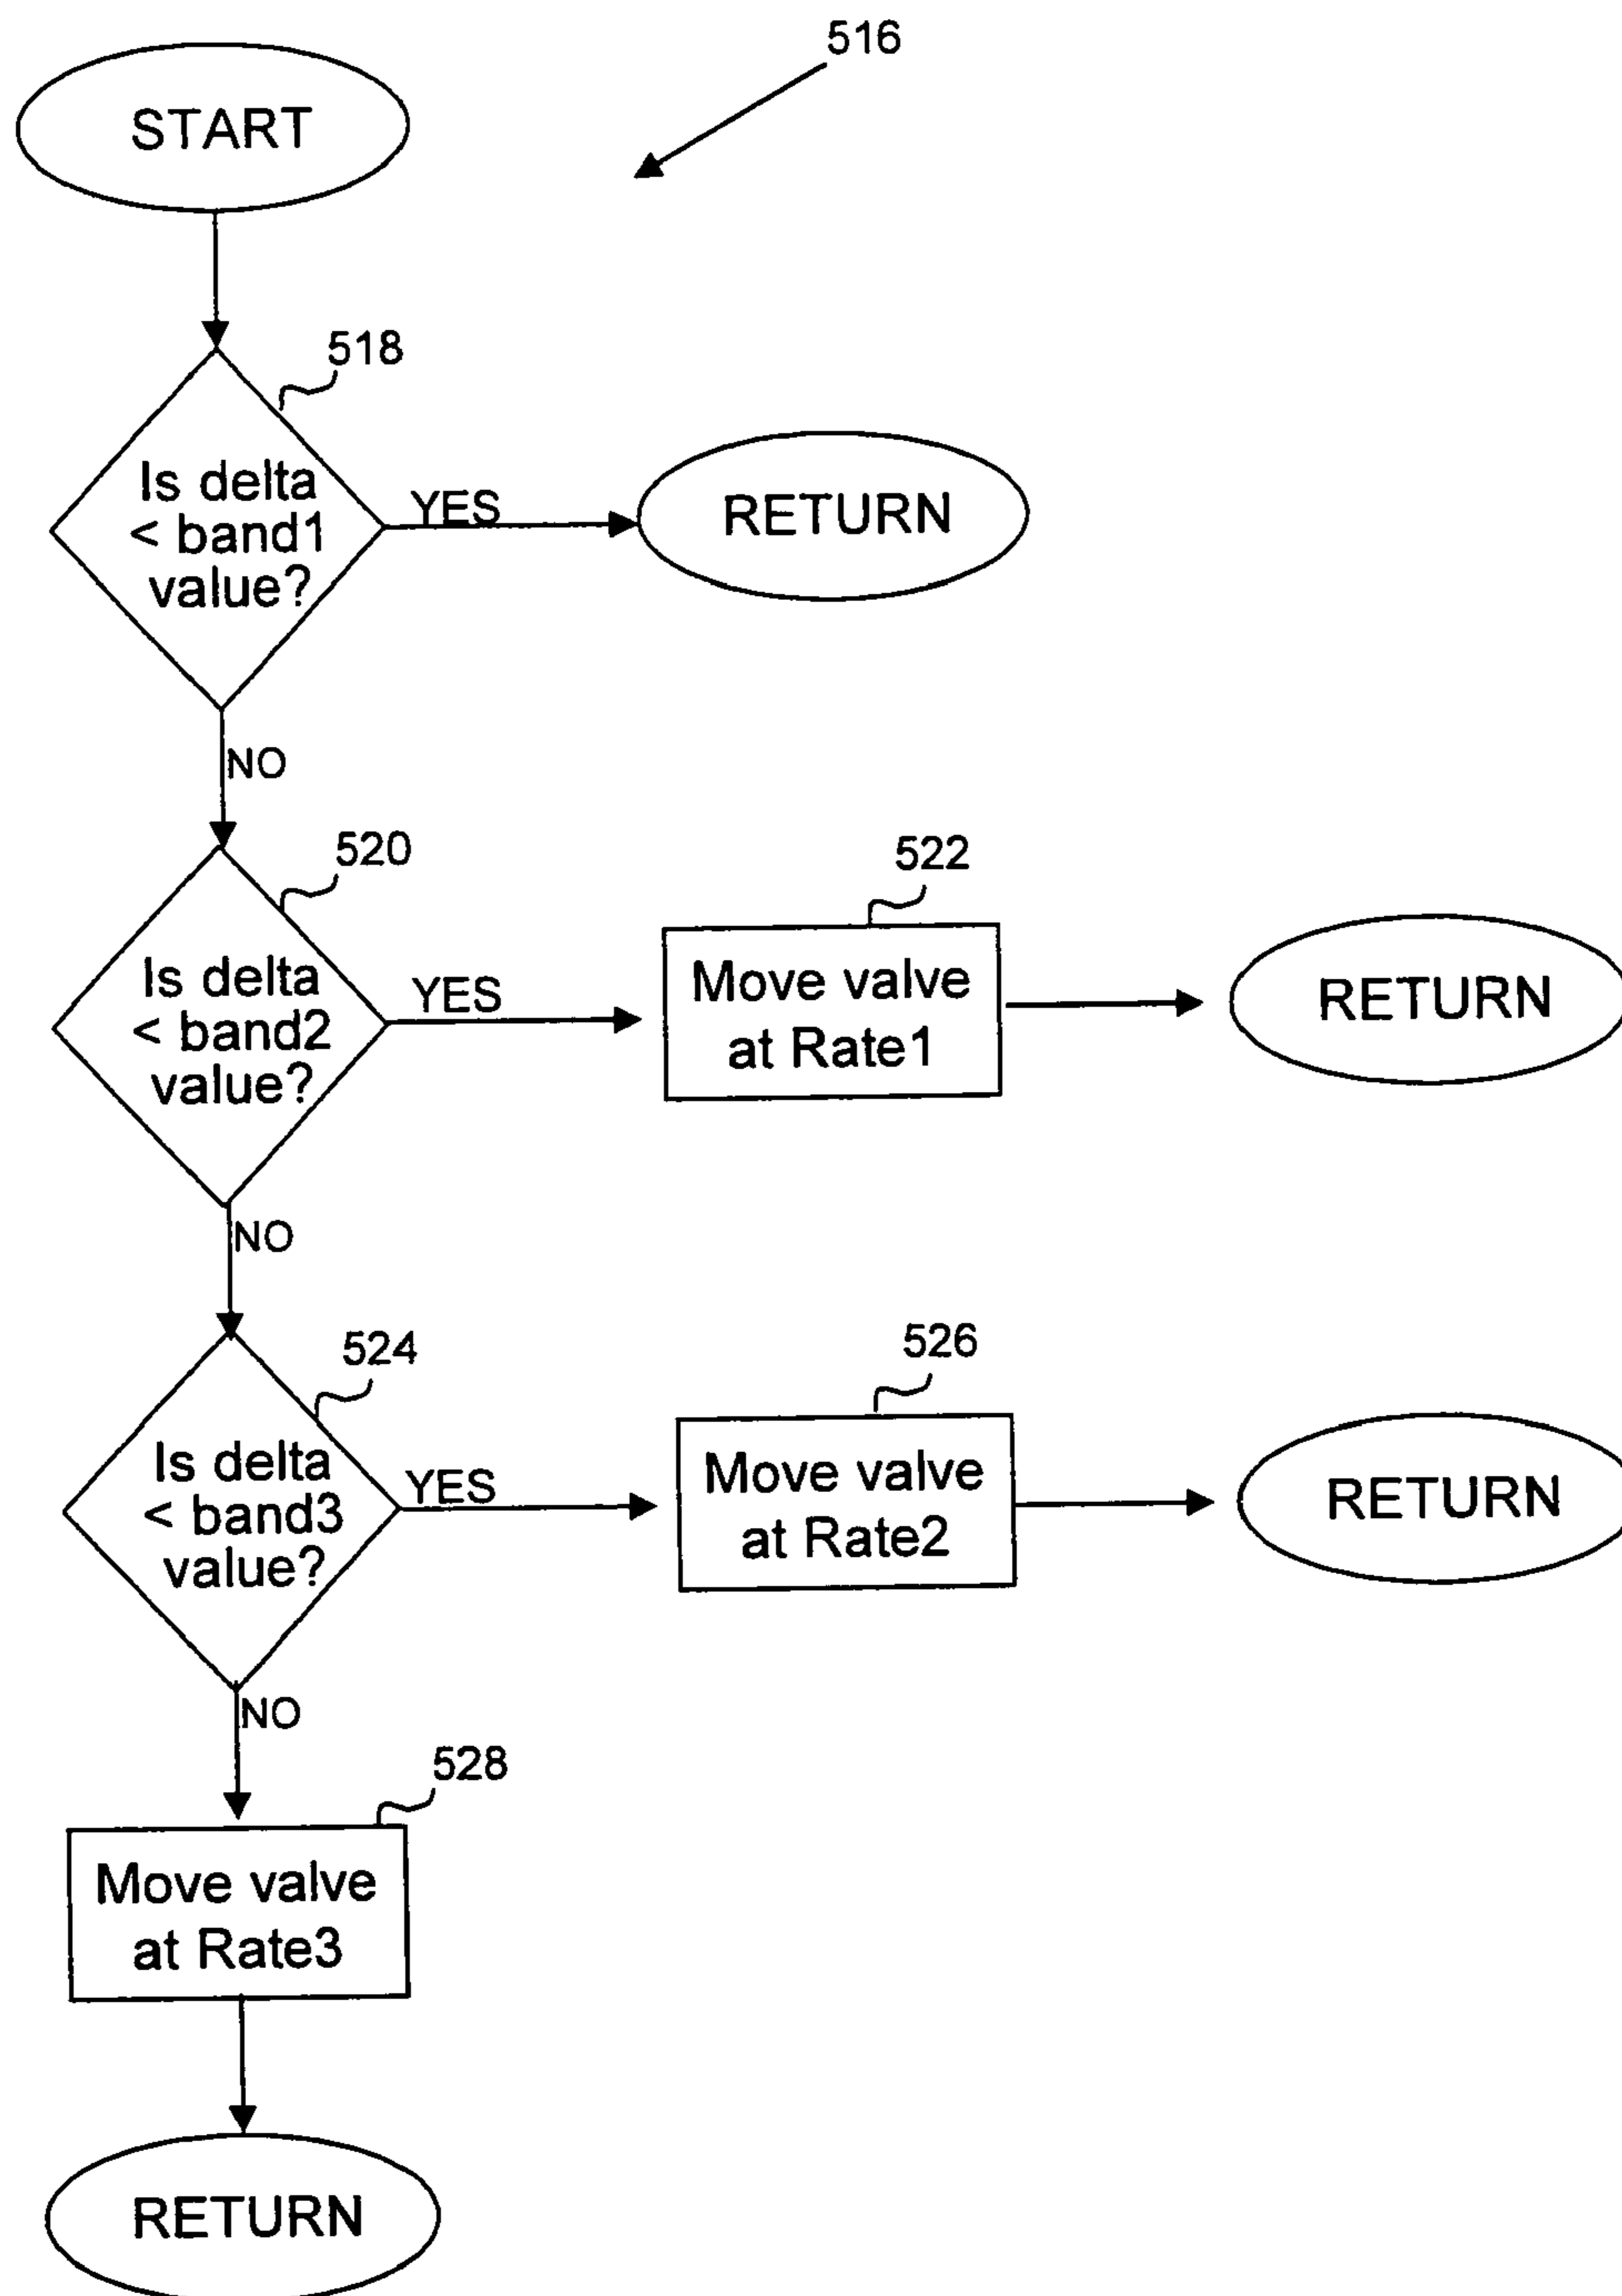 516
START
518
Is delta
< band1
value?
YES
RETURN
NO
520
Is delta
< band2
value?
YES
522
Move valve
at Rate1
RETURN
NO
524
Is delta
< band3
value?
YES
526
Move valve
at Rate2
RETURN
NO
528
Move valve
at Rate3
RETURN